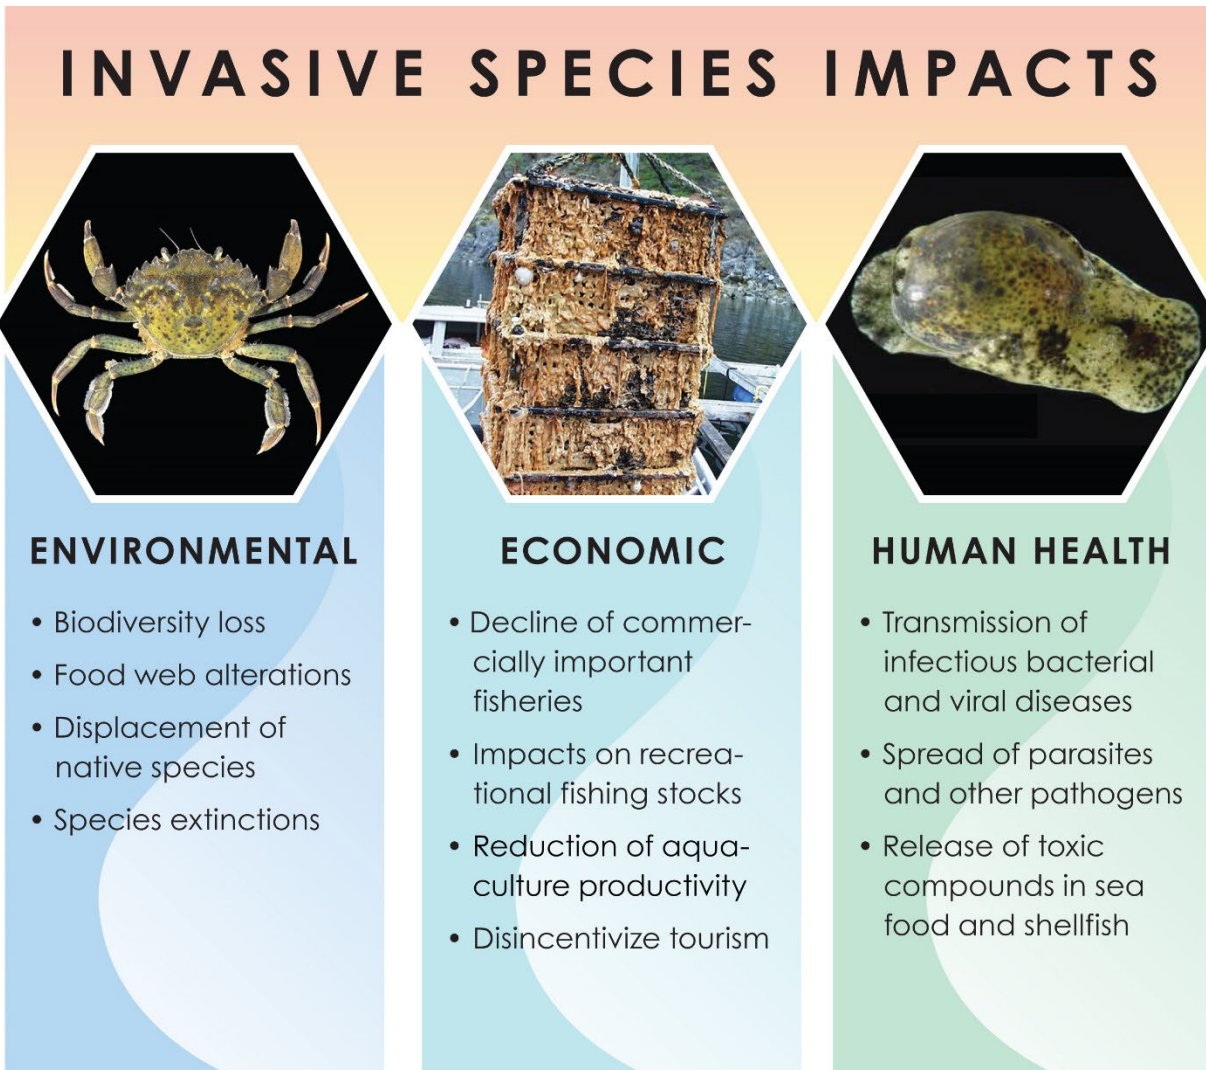 INVASIVE SPECIES IMPACTS
ENVIRONMENTAL
• Biodiversity loss
• Food web alterations
• Displacement of
native species
• Species extinctions
ECONOMIC
• Decline of commer-
cially important
fisheries
• Impacts on recrea-
tional fishing stocks
• Reduction of aqua-
culture productivity
• Disincentivize tourism
HUMAN HEALTH
• Transmission of
infectious bacterial
and viral diseases
• Spread of parasites
and other pathogens
• Release of toxic
compounds in sea
food and shellfish